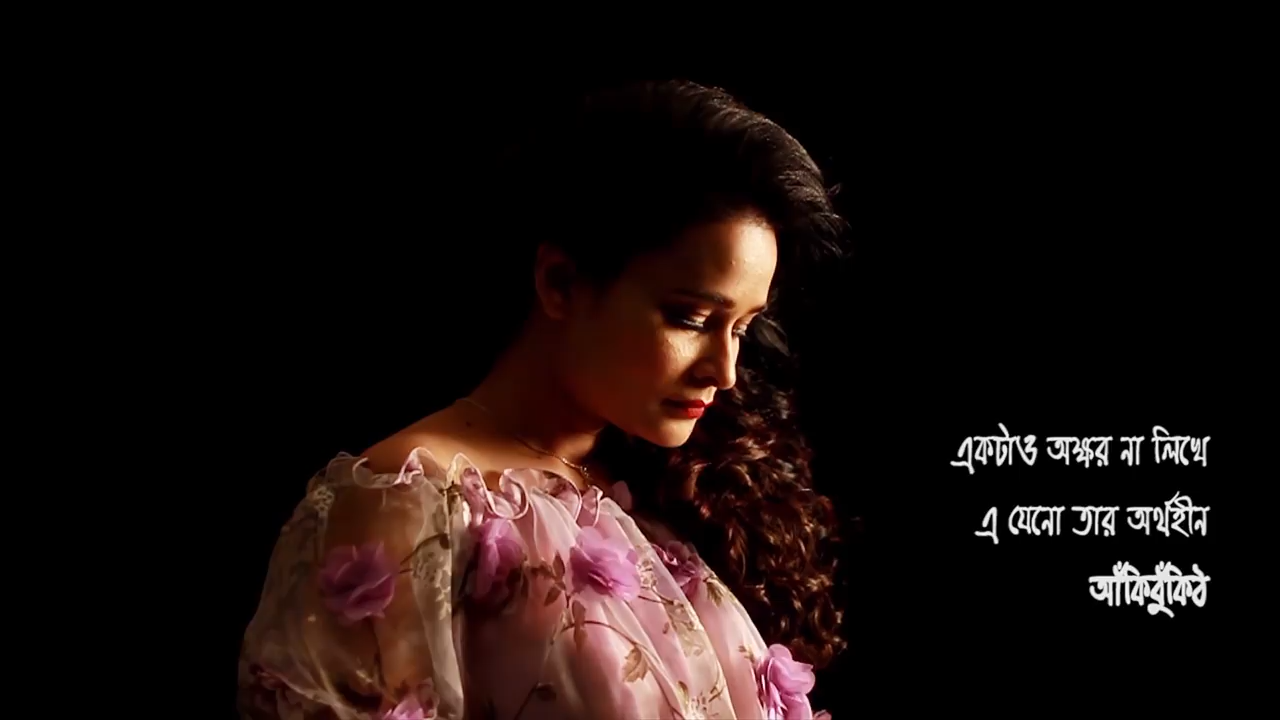 একটাও অক্ষর না লিখে
এ যেনো তার অর্থহীন
আঁকিবুঁকিঠ